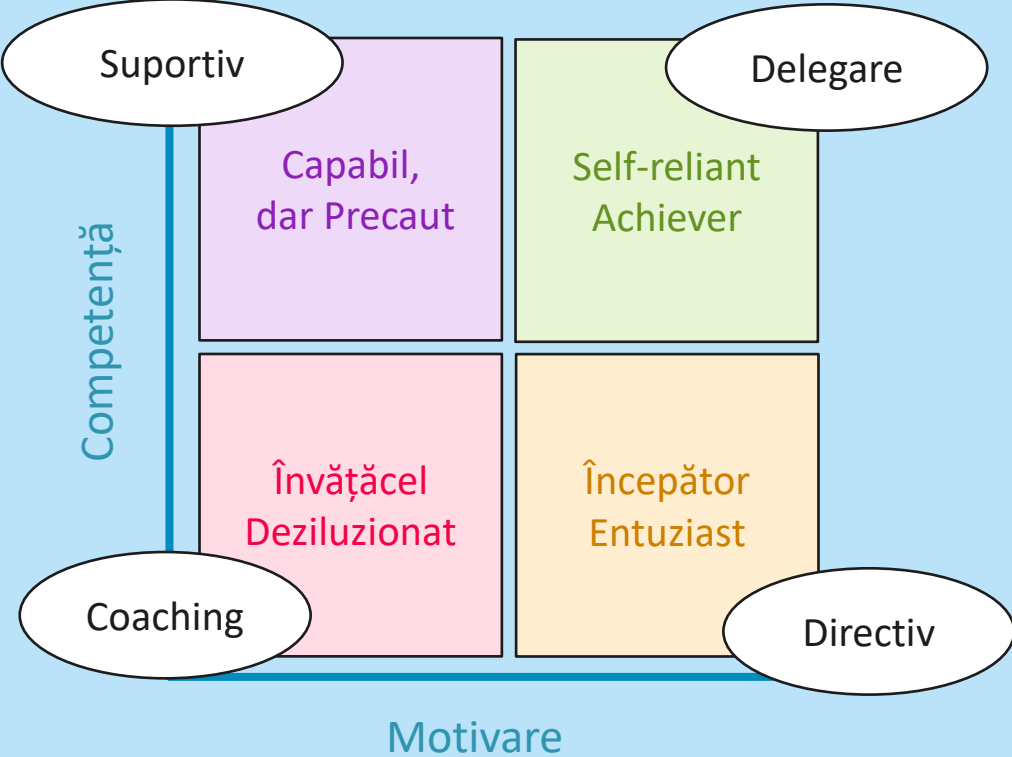 Suportiv
Delegare
Capabil,
dar Precaut
Self-reliant
Achiever
Competență
Învățăcel
Deziluzionat
Începător
Entuziast
Coaching
Directiv
Motivare